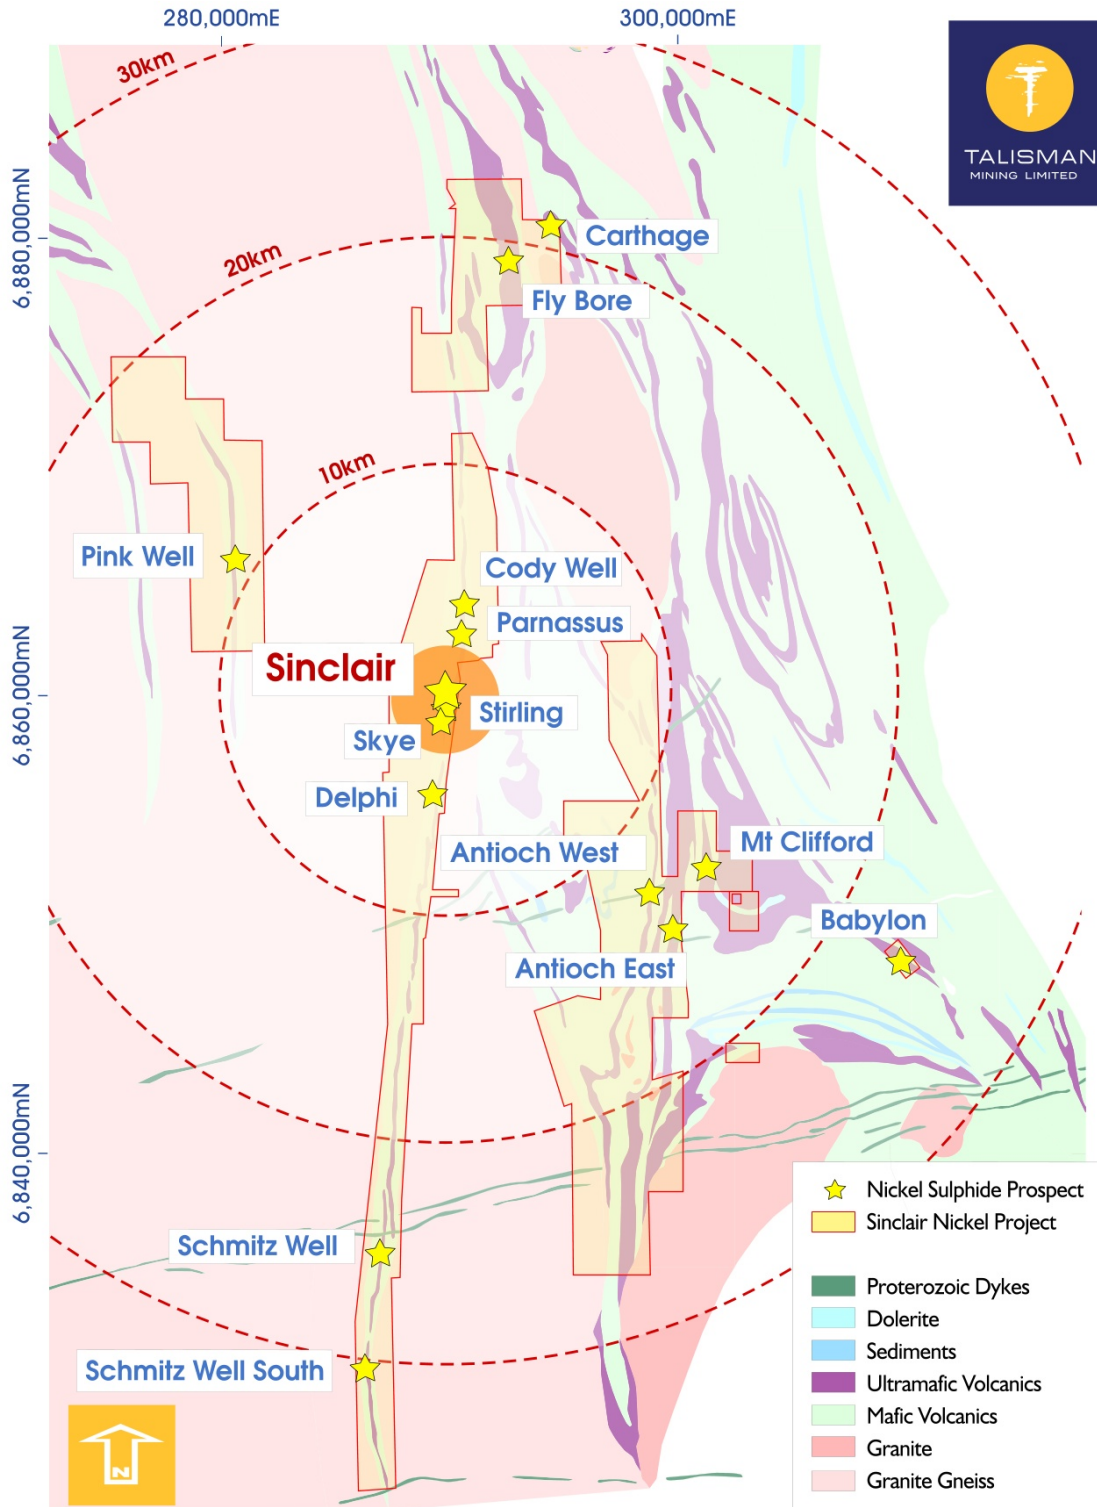 280,000mE
300,000mE
30km
TALISMAN
MINING LIMITED
6,880,000mN
Carthage
20km
Fly Bore
10km
Pink Well
Cody Well
Parnassus
Sinclair
6,860,000mN
Stirling
Skye
Delphi
Mt Clifford
Antioch West
Babylon
Antioch East
6,840,000mN
Nickel Sulphide Prospect
Sinclair Nickel Project
Schmitz Well
Proterozoic Dykes
Dolerite
Sediments
Schmitz Well South
Ultramafic Volcanics
Mafic Volcanics
Granite
Granite Gneiss
N